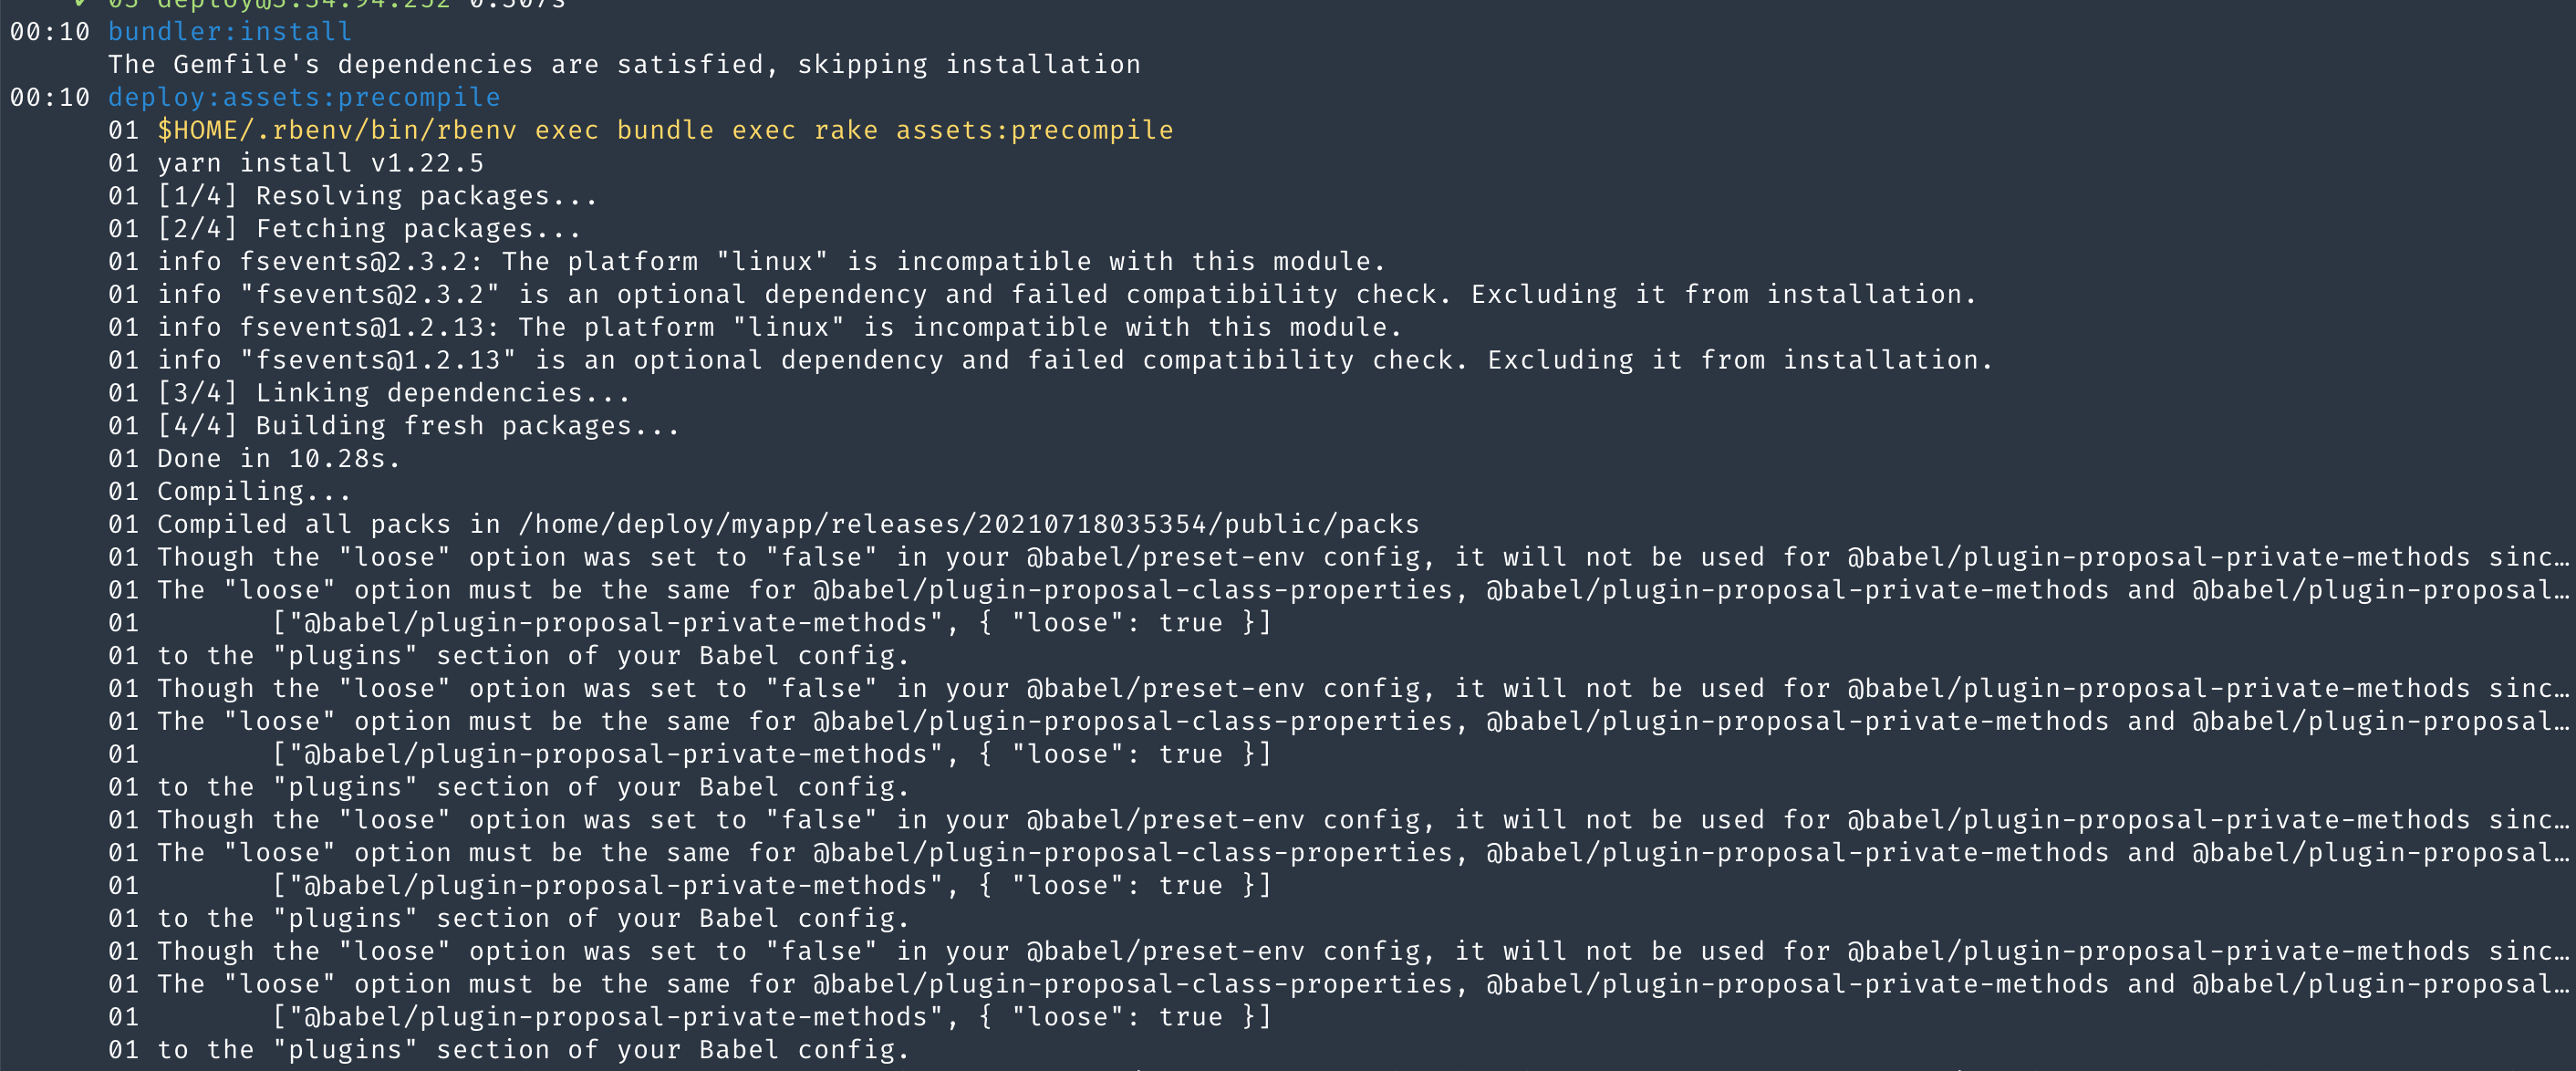 ✓ 03 deploy@3.34.94.232 0.307s
00:10 bundler:install
The Gemfile's dependencies are satisfied, skipping installation
00:10 deploy:assets:precompile
01 $HOME/.rbenv/bin/rbenv exec bundle exec rake assets:precompile
01 yarn install v1.22.5
01 [1/4] Resolving packages...
01 [2/4] Fetching packages...
01 info fsevents@2.3.2: The platform "linux" is incompatible with this module.
01 info "fsevents@2.3.2" is an optional dependency and failed compatibility check. Excluding it from installation.
01 info fsevents@1.2.13: The platform "linux" is incompatible with this module.
01 info "fsevents@1.2.13" is an optional dependency and failed compatibility check. Excluding it from installation.
01 [3/4] Linking dependencies...
01 [4/4] Building fresh packages...
01 Done in 10.28s.
01 Compiling...
01 Compiled all packs in /home/deploy/myapp/releases/20210718035354/public/packs
01 Though the "loose" option was set to "false" in your @babel/preset-env config, it will not be used for @babel/plugin-proposal-private-methods sinc…
01 The "loose" option must be the same for @babel/plugin-proposal-class-properties, @babel/plugin-proposal-private-methods and @babel/plugin-proposal…
01 ["@babel/plugin-proposal-private-methods", { "loose": true }]
01 to the "plugins" section of your Babel config.
01 Though the "loose" option was set to "false" in your @babel/preset-env config, it will not be used for @babel/plugin-proposal-private-methods sinc…
01 The "loose" option must be the same for @babel/plugin-proposal-class-properties, @babel/plugin-proposal-private-methods and @babel/plugin-proposal…
01 ["@babel/plugin-proposal-private-methods", { "loose": true }]
01 to the "plugins" section of your Babel config.
01 Though the "loose" option was set to "false" in your @babel/preset-env config, it will not be used for @babel/plugin-proposal-private-methods sinc…
01 The "loose" option must be the same for @babel/plugin-proposal-class-properties, @babel/plugin-proposal-private-methods and @babel/plugin-proposal…
01 ["@babel/plugin-proposal-private-methods", { "loose": true }]
01 to the "plugins" section of your Babel config.
01 Though the "loose" option was set to "false" in your @babel/preset-env config, it will not be used for @babel/plugin-proposal-private-methods sinc…
01 The "loose" option must be the same for @babel/plugin-proposal-class-properties, @babel/plugin-proposal-private-methods and @babel/plugin-proposal…
01 ["@babel/plugin-proposal-private-methods", { "loose": true }]
01 to the "plugins" section of your Babel config.